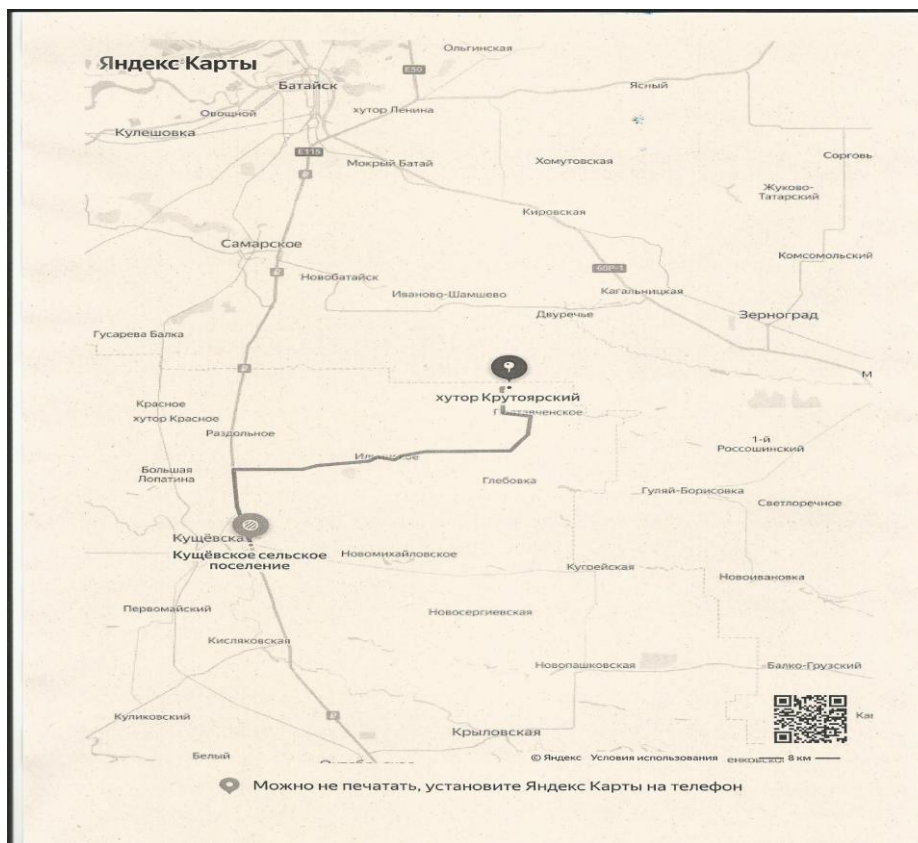 Яндекс Карты
Ольгинская
E50
Батайск
Ясный
Овощной
хутор Ленина
Кулешовка
E115
Мокрый Батай
Хомутовская
Сорговы
Жуково-
Татарский
Кировская
Самарское
Комсомольский
Новобатайск
60Р-1
Кагальницкая
Иваново-Шамшево
Двуречье
Зерноград
Гусарева Балка
М
хутор Крутоярский
Красное
хутор Красное
Раздольное
1-й
Россошинский
Большая
Лопатина
Глебовка
Гуляй-Борисовка
Светлоречное
Кущёвская
Кущёвское сельское
поселение
Новомихайловское
Кугоейская
Новоивановка
Первомайский
Новосергиевская
Кисляковская
Новопашковская
Балко-Грузский
Куликовский
Крыловская
Ка
Белый
© Яндекс Условия использования 8 км
Можно не печатать, установите Яндекс Карты на телефон